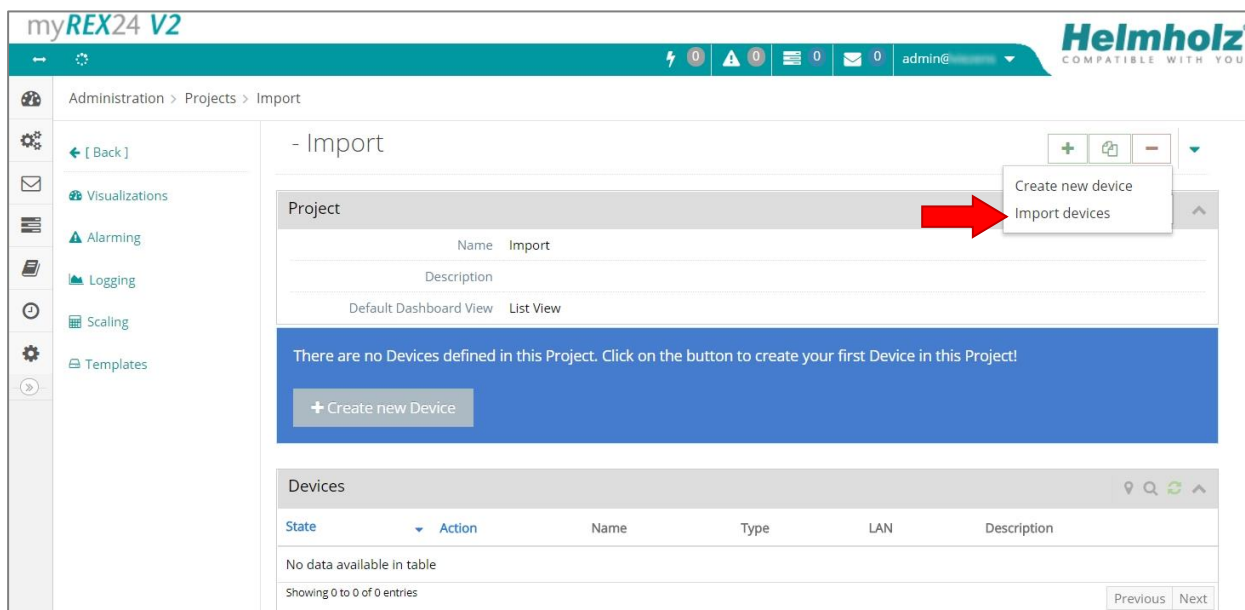 myREX24 V2
Helmholz
COMPATIBLE WITH YOU
0 0 0 0 admin@
Administration > Projects > Import
[ Back ]
Visualizations
Alarming
Logging
Scaling
Templates
- Import
Create new device
Import devices
Project
Name Import
Description
Default Dashboard View List View
There are no Devices defined in this Project. Click on the button to create your first Device in this Project!
+ Create new Device
Devices
State Action Name Type LAN Description
No data available in table
Showing 0 to 0 of 0 entries
Previous Next